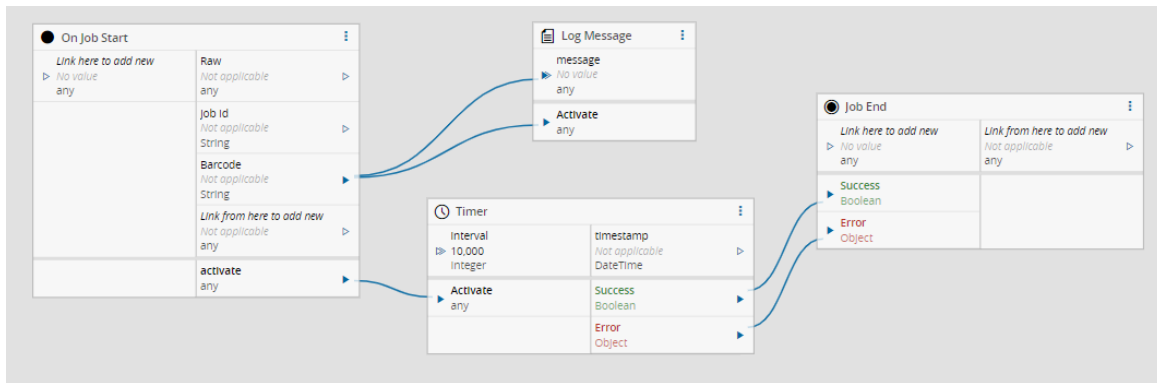 On Job Start
Link here to add new
No value
any
Raw
Not applicable
any
Job Id
Not applicable
String
Barcode
Not applicable
String
Link from here to add new
Not applicable
any
activate
any
Log Message
message
No value
any
Activate
any
Timer
Interval
10,000
Integer
timestamp
Not applicable
DateTime
Activate
any
Success
Boolean
Error
Object
Job End
Link here to add new
No value
any
Link from here to add new
Not applicable
any
Success
Boolean
Error
Object